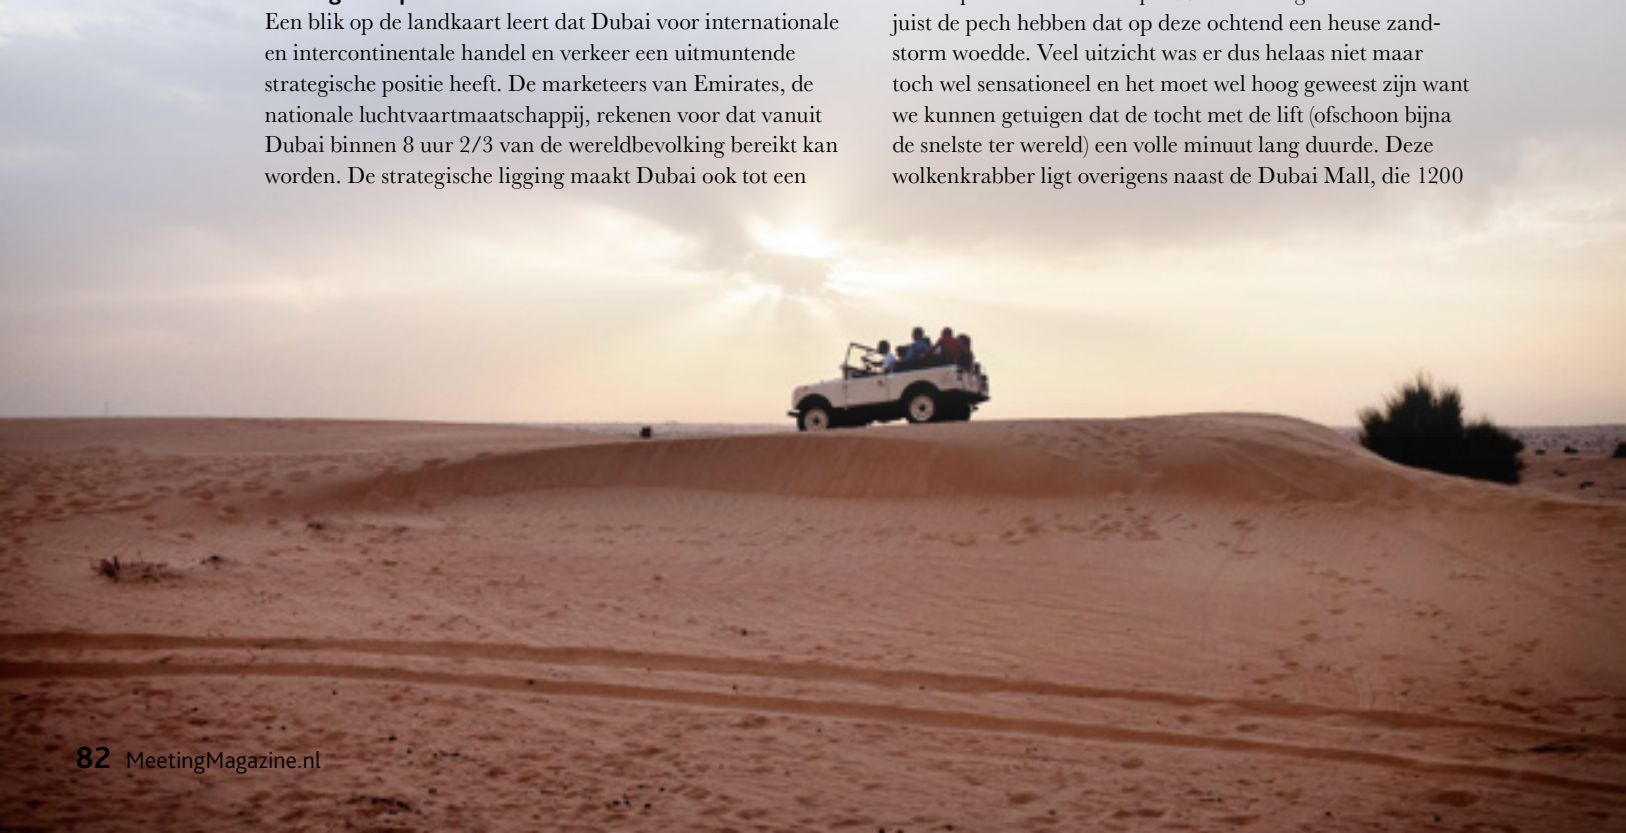 Een blik op de landkaart leert dat Dubai voor internationale
en intercontinentale handel en verkeer een uitmuntende
strategische positie heeft. De marketeers van Emirates, de
nationale luchtvaartmaatschappij, rekenen voor dat vanuit
Dubai binnen 8 uur 2/3 van de wereldbevolking bereikt kan
worden. De strategische ligging maakt Dubai ook tot een
juist de pech hebben dat op deze ochtend een heuse zand-
storm woedde. Veel uitzicht was er dus helaas niet maar
toch wel sensationeel en het moet wel hoog geweest zijn want
we kunnen getuigen dat de tocht met de lift (ofschoon bijna
de snelste ter wereld) een volle minuut lang duurde. Deze
wolkenkrabber ligt overigens naast de Dubai Mall, die 1200
82 MeetingMagazine.nl